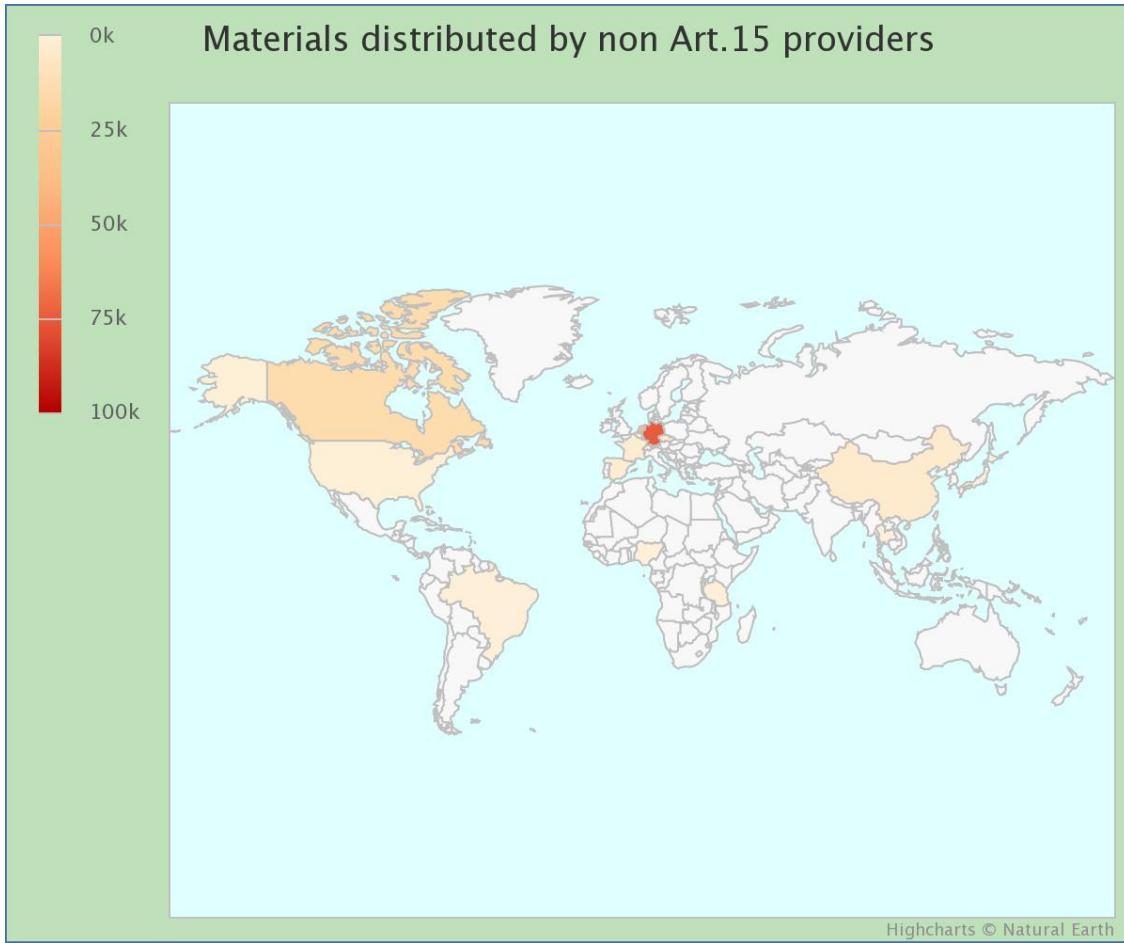 Materials distributed by non Art.15 providers
0k
25k
50k
75k
100k
Highcharts © Natural Earth